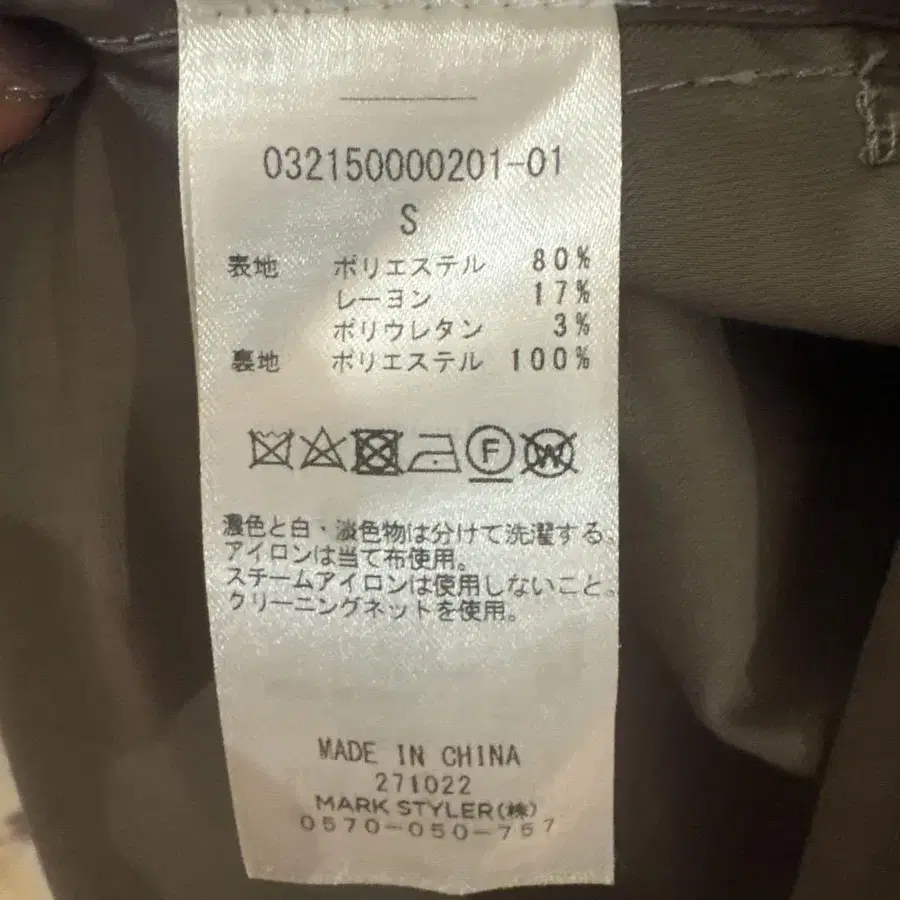 032150000201-01
S
表地 ポリエステル 80%
レーヨン 17%
ポリウレタン 3%
裏地 ポリエステル 100%
F W
濃色と白・淡色物は分けて洗濯する。
アイロンは当て布使用。
スチームアイロンは使用しないこと。
クリーニングネットを使用。
MADE IN CHINA
271022
MARK STYLER(株)
0570-050-757